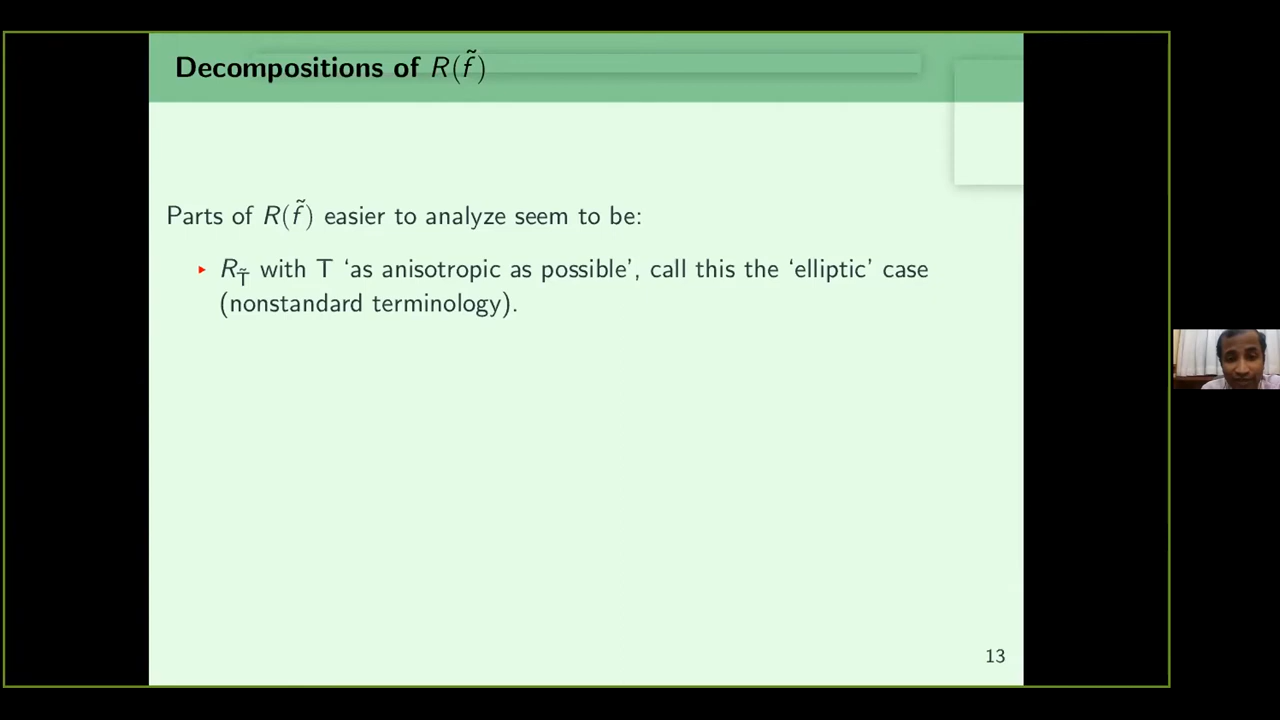 Decompositions of R(f̃)
Parts of R(f̃) easier to analyze seem to be:
▸ R_T̃ with T ‘as anisotropic as possible’, call this the ‘elliptic’ case
(nonstandard terminology).
13